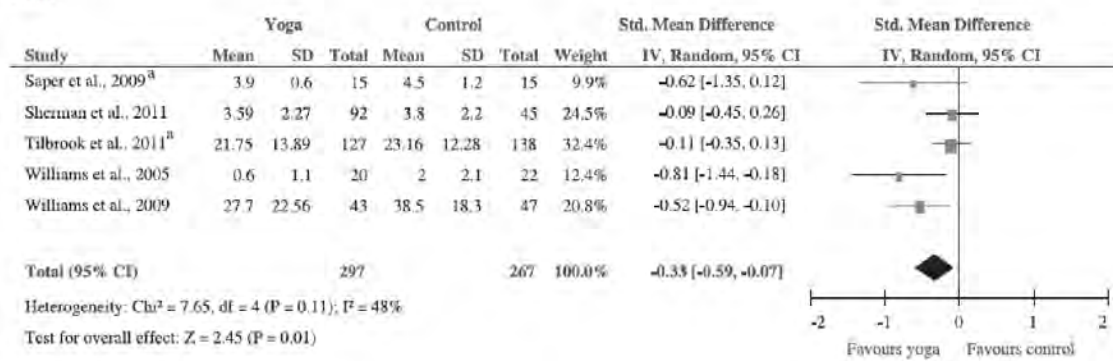 Yoga Control Std. Mean Difference Std. Mean Difference
Study Mean SD Total Mean SD Total Weight IV, Random, 95% CI IV, Random, 95% CI
Saper et al., 2009a 3.9 0.6 15 4.5 1.2 15 9.9% -0.62 [-1.35, 0.12]
Sherman et al., 2011 3.59 2.27 92 3.8 2.2 45 24.5% -0.09 [-0.45, 0.26]
Tilbrook et al., 2011a 21.75 13.89 127 23.16 12.28 138 32.4% -0.11 [-0.35, 0.13]
Williams et al., 2005 0.6 1.1 20 2 2.1 22 12.4% -0.81 [-1.44, -0.18]
Williams et al., 2009 27.7 22.56 43 38.5 18.3 47 20.8% -0.52 [-0.94, -0.10]
Total (95% CI) 297 267 100.0% -0.33 [-0.59, -0.07]
Heterogeneity: Chi² = 7.65, df = 4 (P = 0.11); I² = 48%
Test for overall effect: Z = 2.45 (P = 0.01)
-2 -1 0 1 2
Favours yoga Favours control